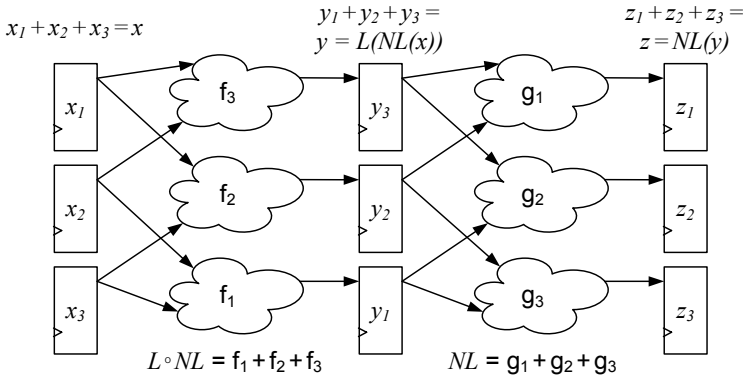 x₁+x₂+x₃=x
y₁+y₂+y₃=
y = L(NL(x))
z₁+z₂+z₃=
z=NL(y)
x₁ f₃ y₃ g₁ z₁
x₂ f₂ y₂ g₂ z₂
x₃ f₁ y₁ g₃ z₃
L∘NL = f₁+f₂+f₃
NL = g₁+g₂+g₃